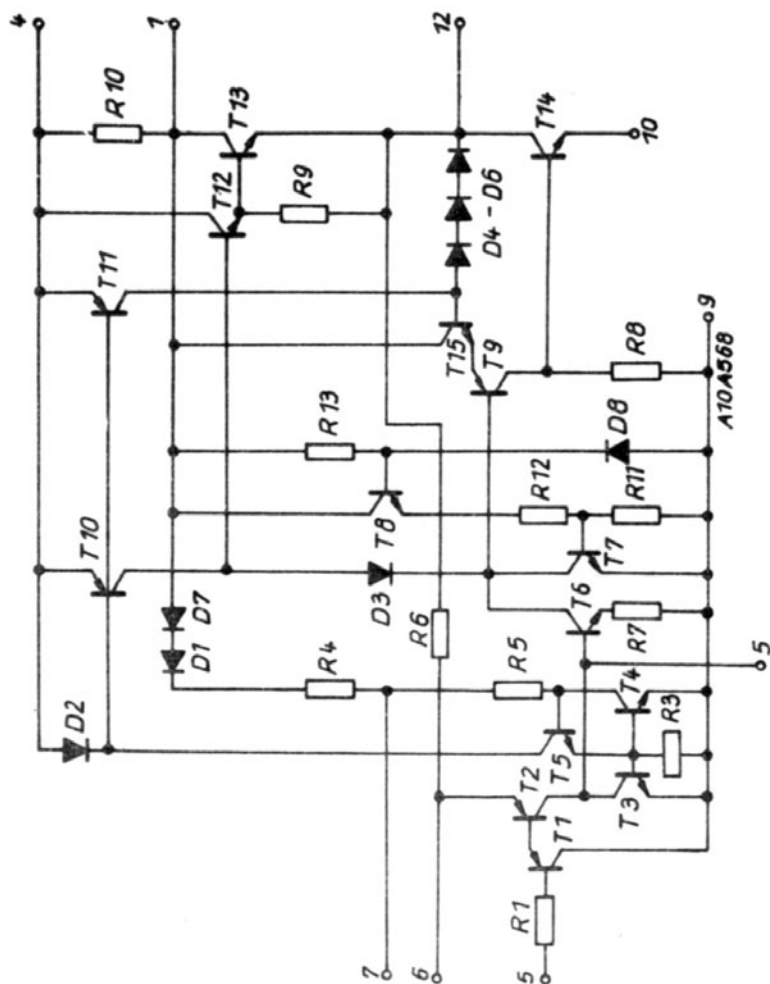 4
1
12
R10
T13
T14
10
T12
R9
D4 - D6
T11
T15
T9
R8
9
A10A568
R13
D8
T8
R12
R11
T10
T7
D7
D3
T6
D1
R4
R6
R5
R7
5
D2
T2
T5
T4
R3
T1
T3
R1
7
6
5